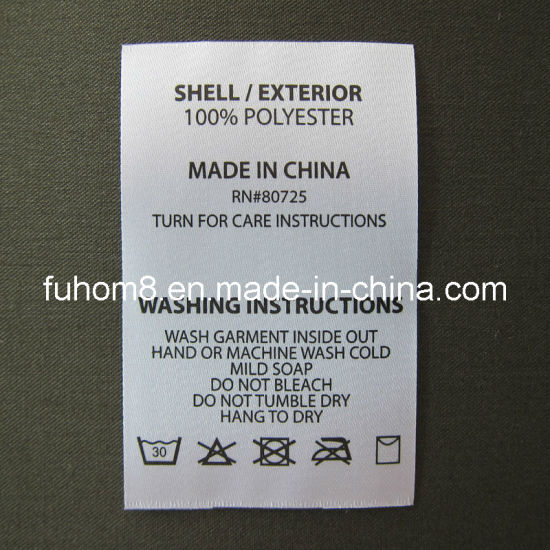 SHELL / EXTERIOR
100% POLYESTER
MADE IN CHINA
RN#80725
TURN FOR CARE INSTRUCTIONS
fuhom8.en.made-in-china.com
WASHING INSTRUCTIONS
WASH GARMENT INSIDE OUT
HAND OR MACHINE WASH COLD
MILD SOAP
DO NOT BLEACH
DO NOT TUMBLE DRY
HANG TO DRY
30